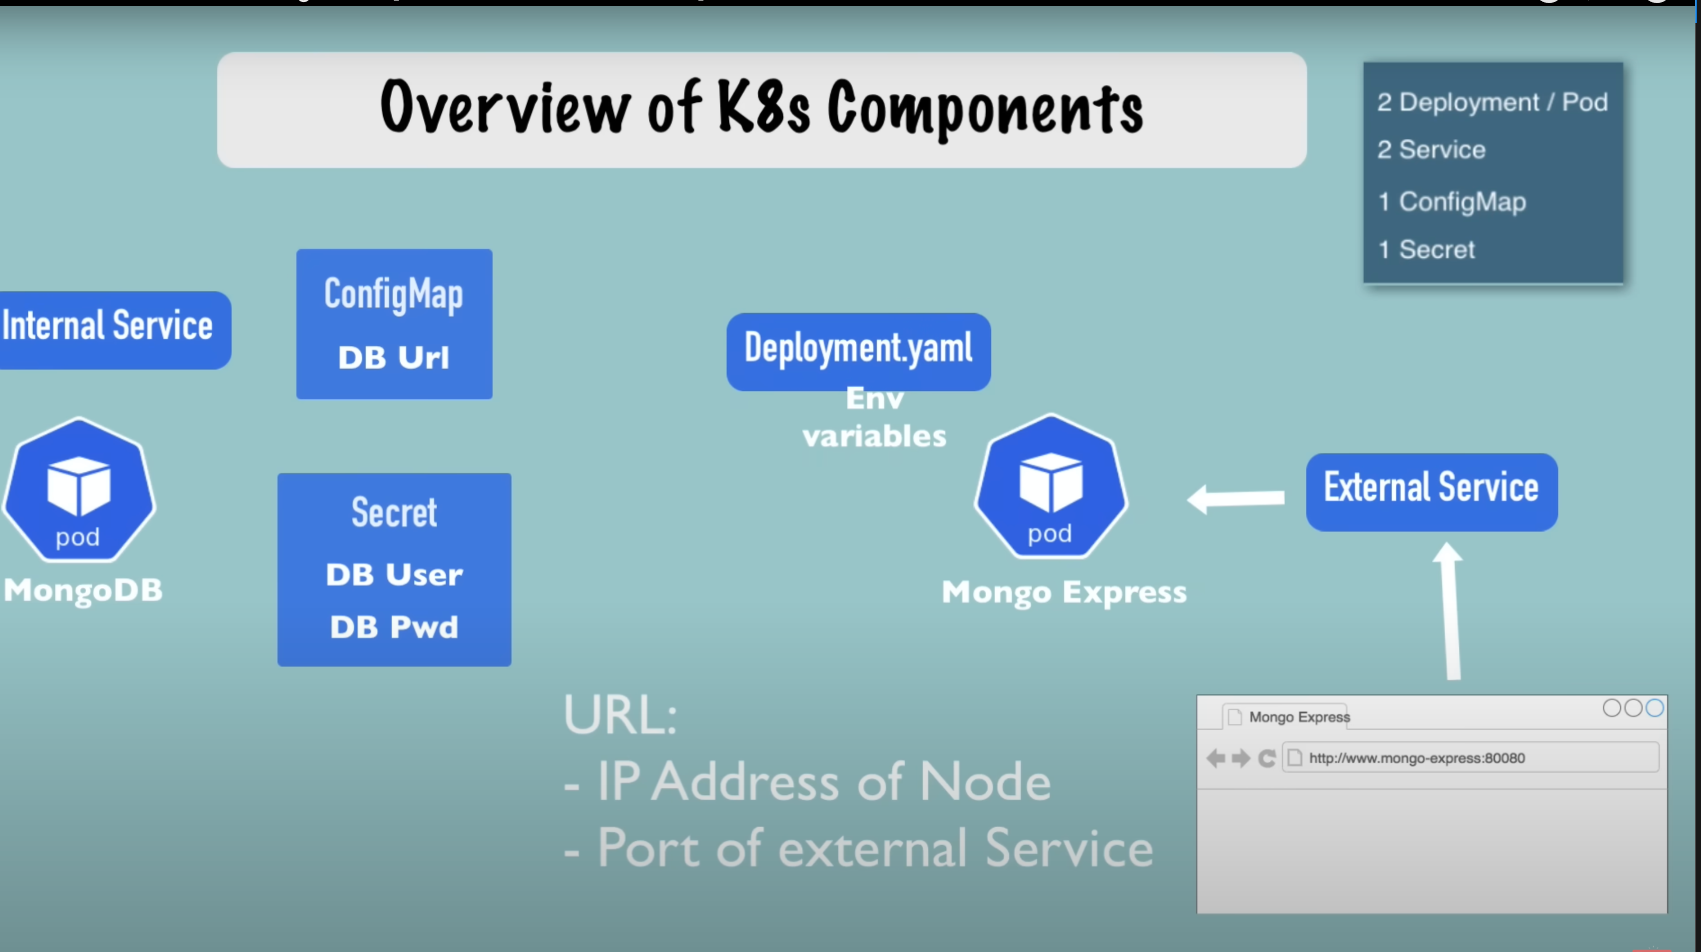 Overview of K8s Components
2 Deployment / Pod
2 Service
1 ConfigMap
1 Secret
Internal Service
ConfigMap
DB Url
Deployment.yaml
Env
variables
pod
MongoDB
Secret
DB User
DB Pwd
pod
Mongo Express
External Service
URL:
- IP Address of Node
- Port of external Service
Mongo Express
http://www.mongo-express:80080